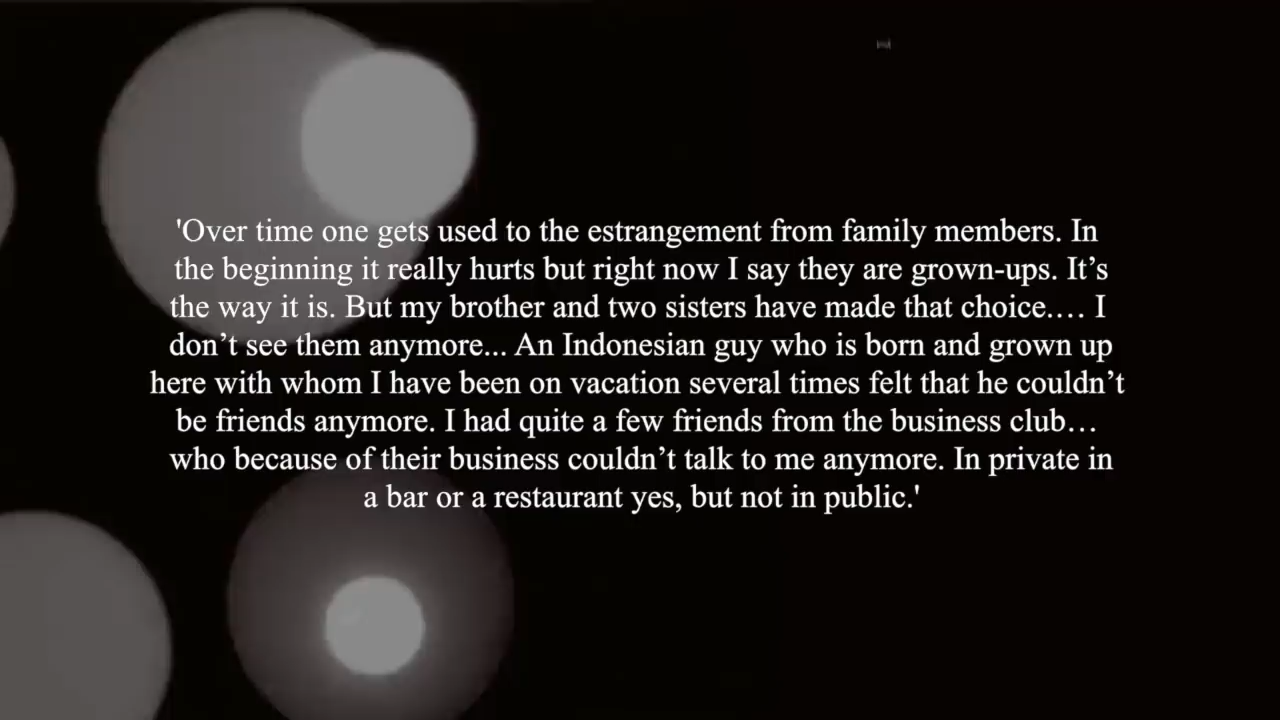 'Over time one gets used to the estrangement from family members. In
the beginning it really hurts but right now I say they are grown-ups. It’s
the way it is. But my brother and two sisters have made that choice.… I
don’t see them anymore... An Indonesian guy who is born and grown up
here with whom I have been on vacation several times felt that he couldn’t
be friends anymore. I had quite a few friends from the business club…
who because of their business couldn’t talk to me anymore. In private in
a bar or a restaurant yes, but not in public.'